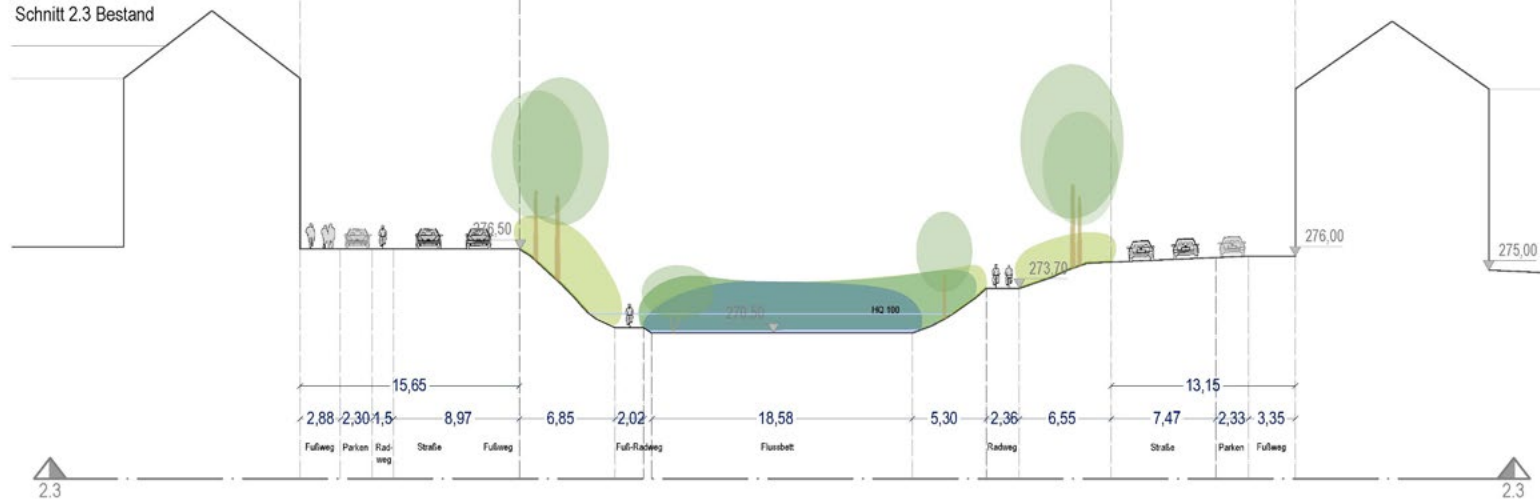 Schnitt 2.3 Bestand
276,50
276,00
275,00
273,70
270,50
HQ 100
15,65
13,15
2,88 2,30 1,5 8,97 6,85 2,02 18,58 5,30 2,36 6,55 7,47 2,33 3,35
Fußweg Parken Rad- Straße Fußweg Fuß-Radweg Flussbett Radweg Straße Parken Fußweg
weg
2.3 2.3